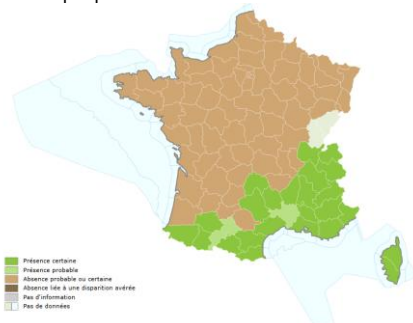 Présence certaine
Présence probable
Absence probable ou certaine
Absence liée à une disparition avérée
Pas d'information
Pas de données